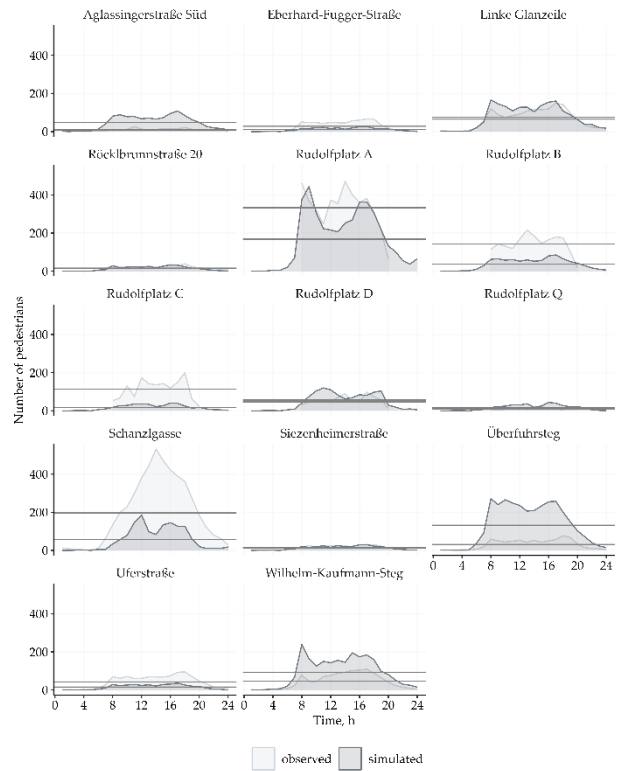 Aglassingerstraße Süd Eberhard-Fugger-Straße Linke Glanzeile
400
200
0
Röcklbrunnstraße 20 Rudolfplatz A Rudolfplatz B
400
200
0
Rudolfplatz C Rudolfplatz D Rudolfplatz Q
400
200
0
Number of pedestrians
Schanzlgasse Siezenheimerstraße Überfuhrsteg
400
200
0
0 4 8 12 16 20 24
Uferstraße Wilhelm-Kaufmann-Steg
400
200
0
0 4 8 12 16 20 24 0 4 8 12 16 20 24
Time, h
observed simulated